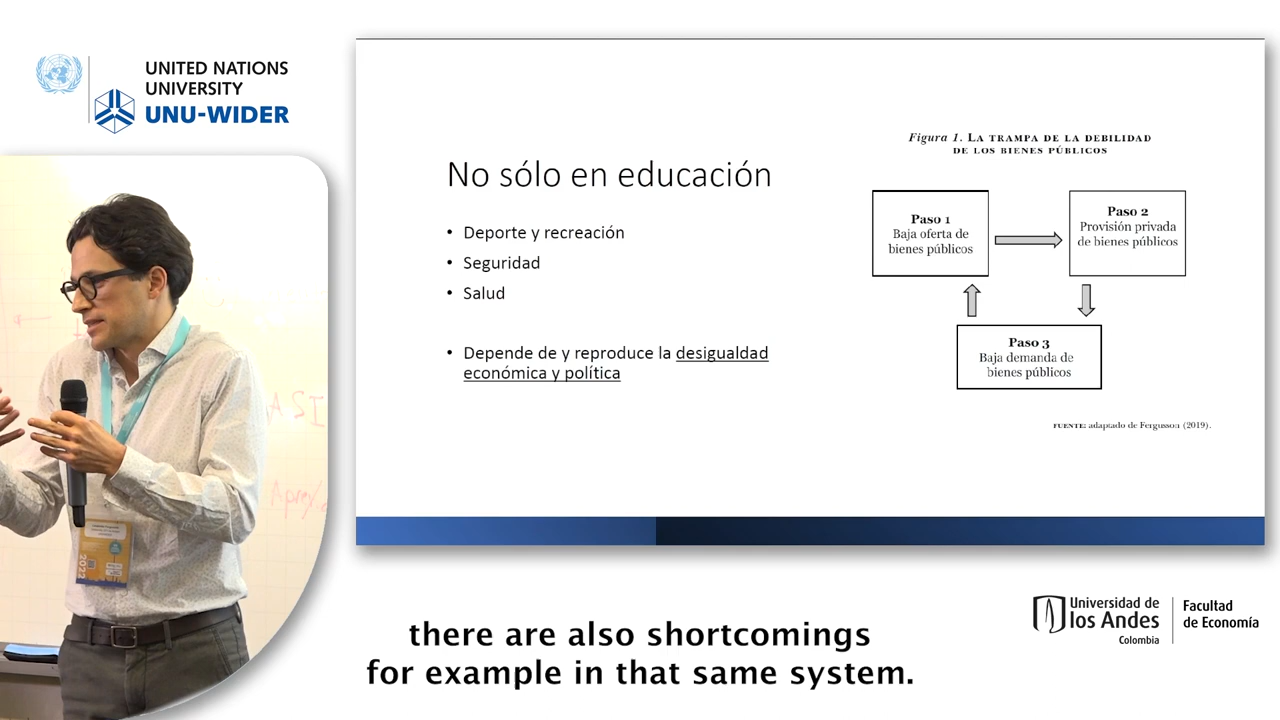 UNITED NATIONS
UNIVERSITY
UNU-WIDER
Figura 1. LA TRAMPA DE LA DEBILIDAD
DE LOS BIENES PÚBLICOS
No sólo en educación
• Deporte y recreación
• Seguridad
• Salud
• Depende de y reproduce la desigualdad
económica y política
Paso 1
Baja oferta de
bienes públicos
Paso 2
Provisión privada
de bienes públicos
Paso 3
Baja demanda de
bienes públicos
FUENTE: adaptado de Fergusson (2019).
2022
there are also shortcomings
for example in that same system.
Universidad de
los Andes
Colombia
Facultad
de Economía